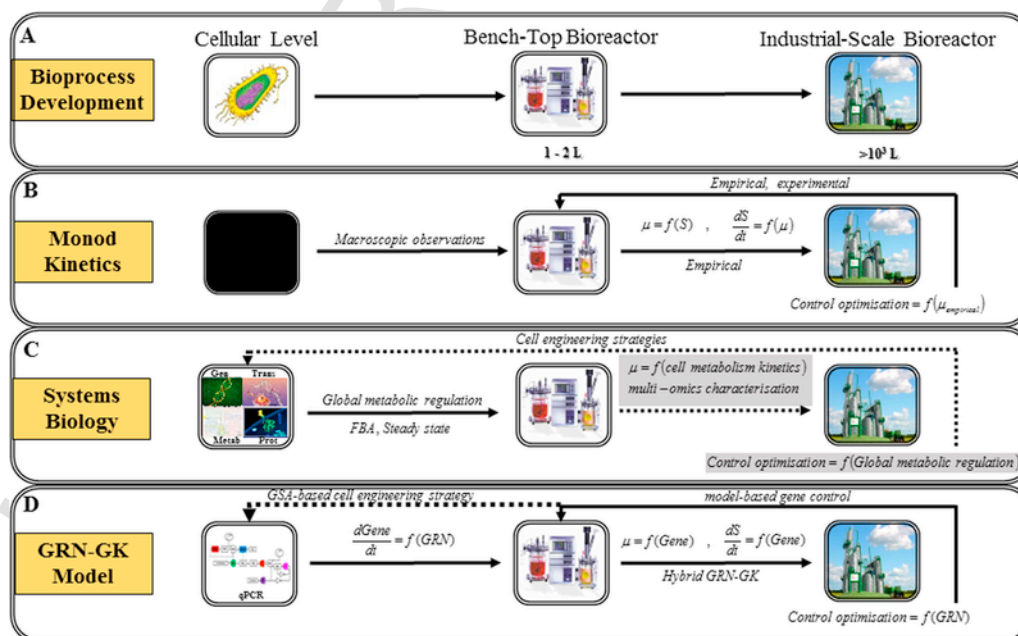 A
Cellular Level
Bench-Top Bioreactor
Industrial-Scale Bioreactor
Bioprocess
Development
1 - 2 L
>10³ L
B
Empirical, experimental
Monod
Kinetics
Macroscopic observations
μ = f(S) , dS/dt = f(μ)
Empirical
Control optimisation = f(μ_empirical)
C
Cell engineering strategies
Gen Trans
Metab Prot
Systems
Biology
Global metabolic regulation
FBA, Steady state
μ = f(cell metabolism kinetics)
multi-omics characterisation
Control optimisation = f(Global metabolic regulation)
D
GSA-based cell engineering strategy
model-based gene control
GRN-GK
Model
qPCR
dGene/dt = f(GRN)
μ = f(Gene) , dS/dt = f(Gene)
Hybrid GRN-GK
Control optimisation = f(GRN)